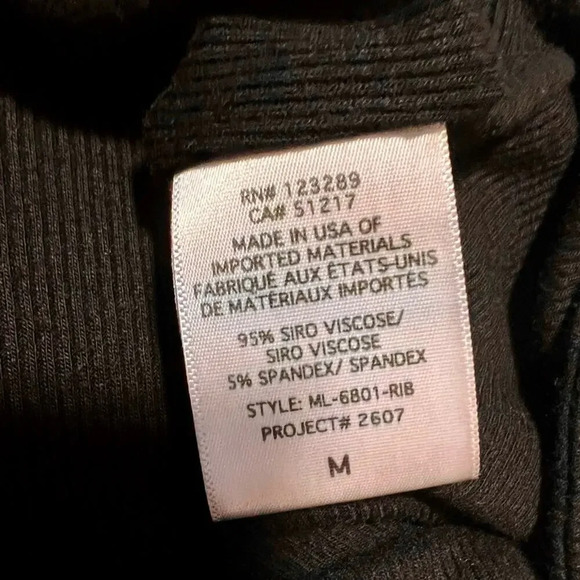 RN# 123289
CA# 51217
MADE IN USA OF
IMPORTED MATERIALS
FABRIQUÉ AUX ÉTATS-UNIS
DE MATÉRIAUX IMPORTÉS
95% SIRO VISCOSE/
SIRO VISCOSE
5% SPANDEX/ SPANDEX
STYLE: ML-6801-RIB
PROJECT# 2607
M